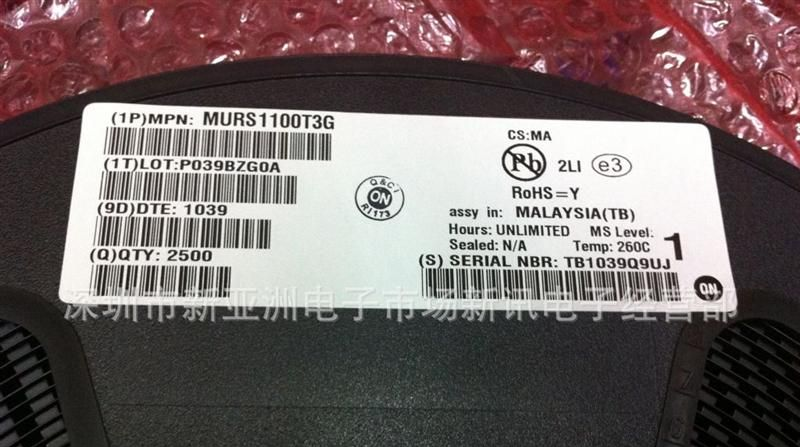 (1P)MPN: MURS1100T3G
(1T)LOT:P039BZG0A
(9D)DTE: 1039
(Q)QTY: 2500
Q&C1
ON
R/173
CS:MA
Pb 2LI e3
RoHS=Y
assy in: MALAYSIA(TB)
Hours: UNLIMITED MS Level: 1
Sealed: N/A Temp: 260C
(S) SERIAL NBR: TB1039Q9UJ
ON
深圳市新亚洲电子市场新讯电子经营部